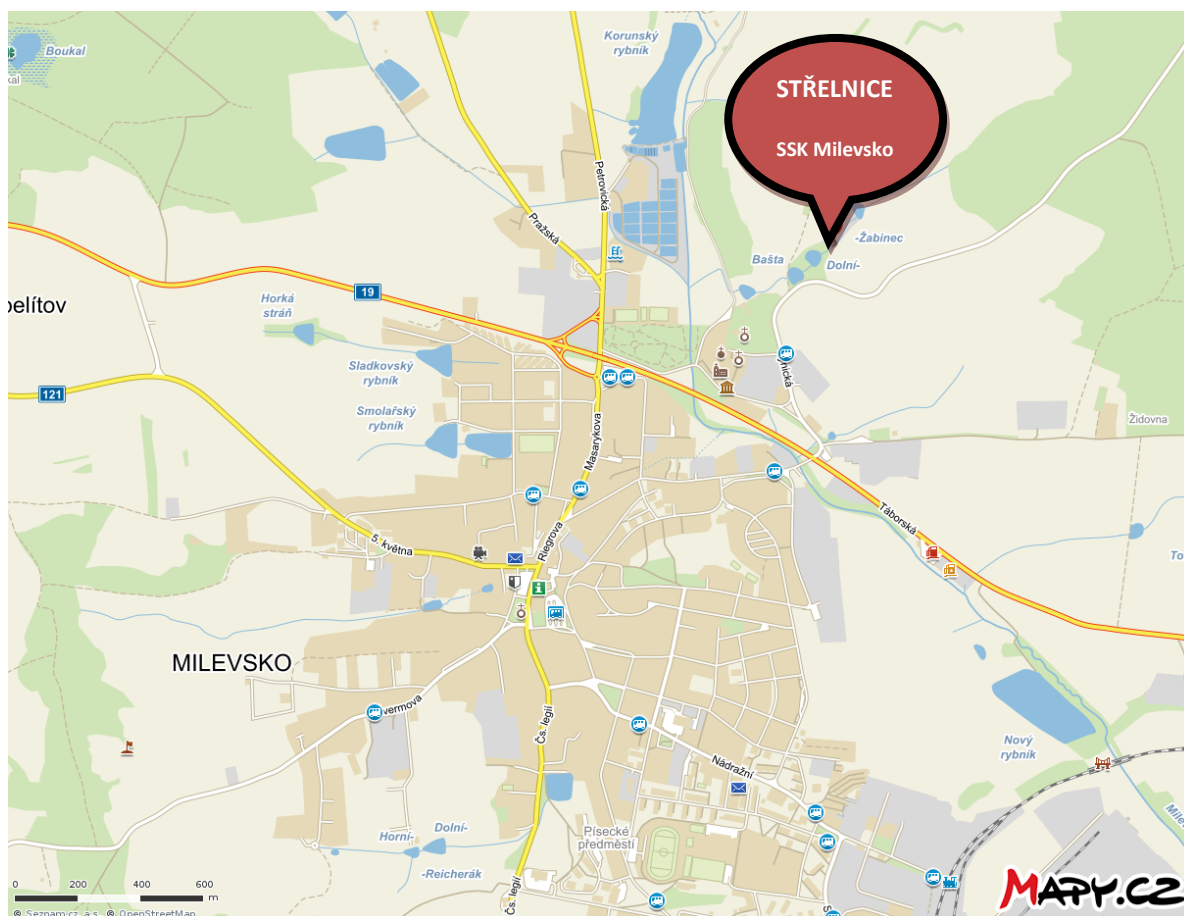 Boukal
Korunský
rybník
STŘELNICE
SSK Milevsko
Petrovická
Pražská
-Žabinec
Bašta
Dolní-
19
Horká
stráň
Sladkovský
rybník
121
Smolařský
rybník
Masarykova
Židovna
Táborská
Riegrova
5. května
MILEVSKO
Čs. legií
Nový
rybník
Nádražní
Písecké
předměstí
Horní-
Dolní-
-Reicherák
Čs. legií
0 200 400 600
m
MAPY.CZ
© Seznam.cz, a.s., © OpenStreetMap